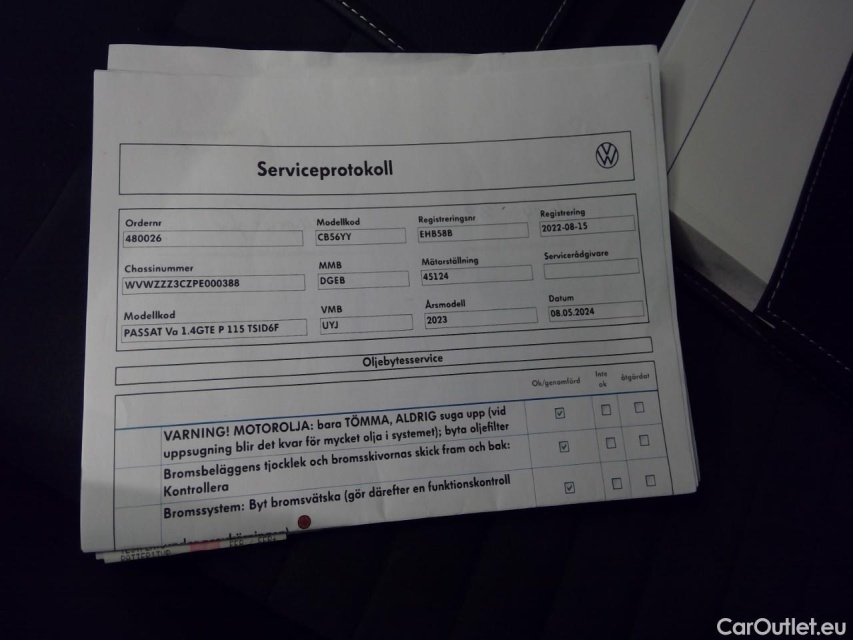 Serviceprotokoll
Ordernr Modellkod Registreringsnr Registrering
480026 CB56YY EHB58B 2022-08-15
Chassinummer MMB Mätarställning Servicerådgivare
WVWZZZ3CZPE000388 DGEB 45124
Modellkod VMB Årsmodell Datum
PASSAT Va 1.4GTE P 115 TSID6F UYJ 2023 08.05.2024
Oljebytesservice
Ok/genomförd Inte ok åtgärdat
VARNING! MOTOROLJA: bara TÖMMA, ALDRIG suga upp (vid
uppsugning blir det kvar för mycket olja i systemet); byta oljefilter
Bromsbeläggens tjocklek och bromsskivornas skick fram och bak:
Kontrollera
Bromssystem: Byt bromsvätska (gör därefter en funktionskontroll
CarOutlet.eu